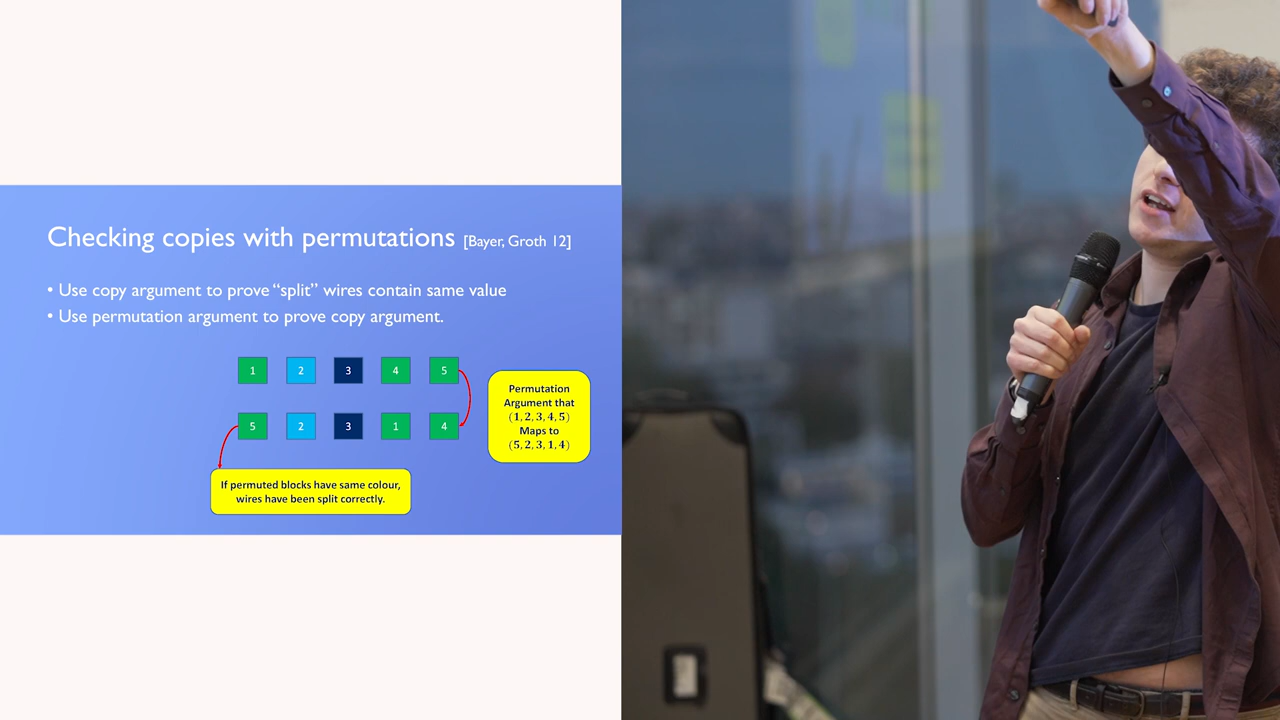 Checking copies with permutations [Bayer, Groth 12]
• Use copy argument to prove “split” wires contain same value
• Use permutation argument to prove copy argument.
1 2 3 4 5
5 2 3 1 4
Permutation
Argument that
(1, 2, 3, 4, 5)
Maps to
(5, 2, 3, 1, 4)
If permuted blocks have same colour,
wires have been split correctly.